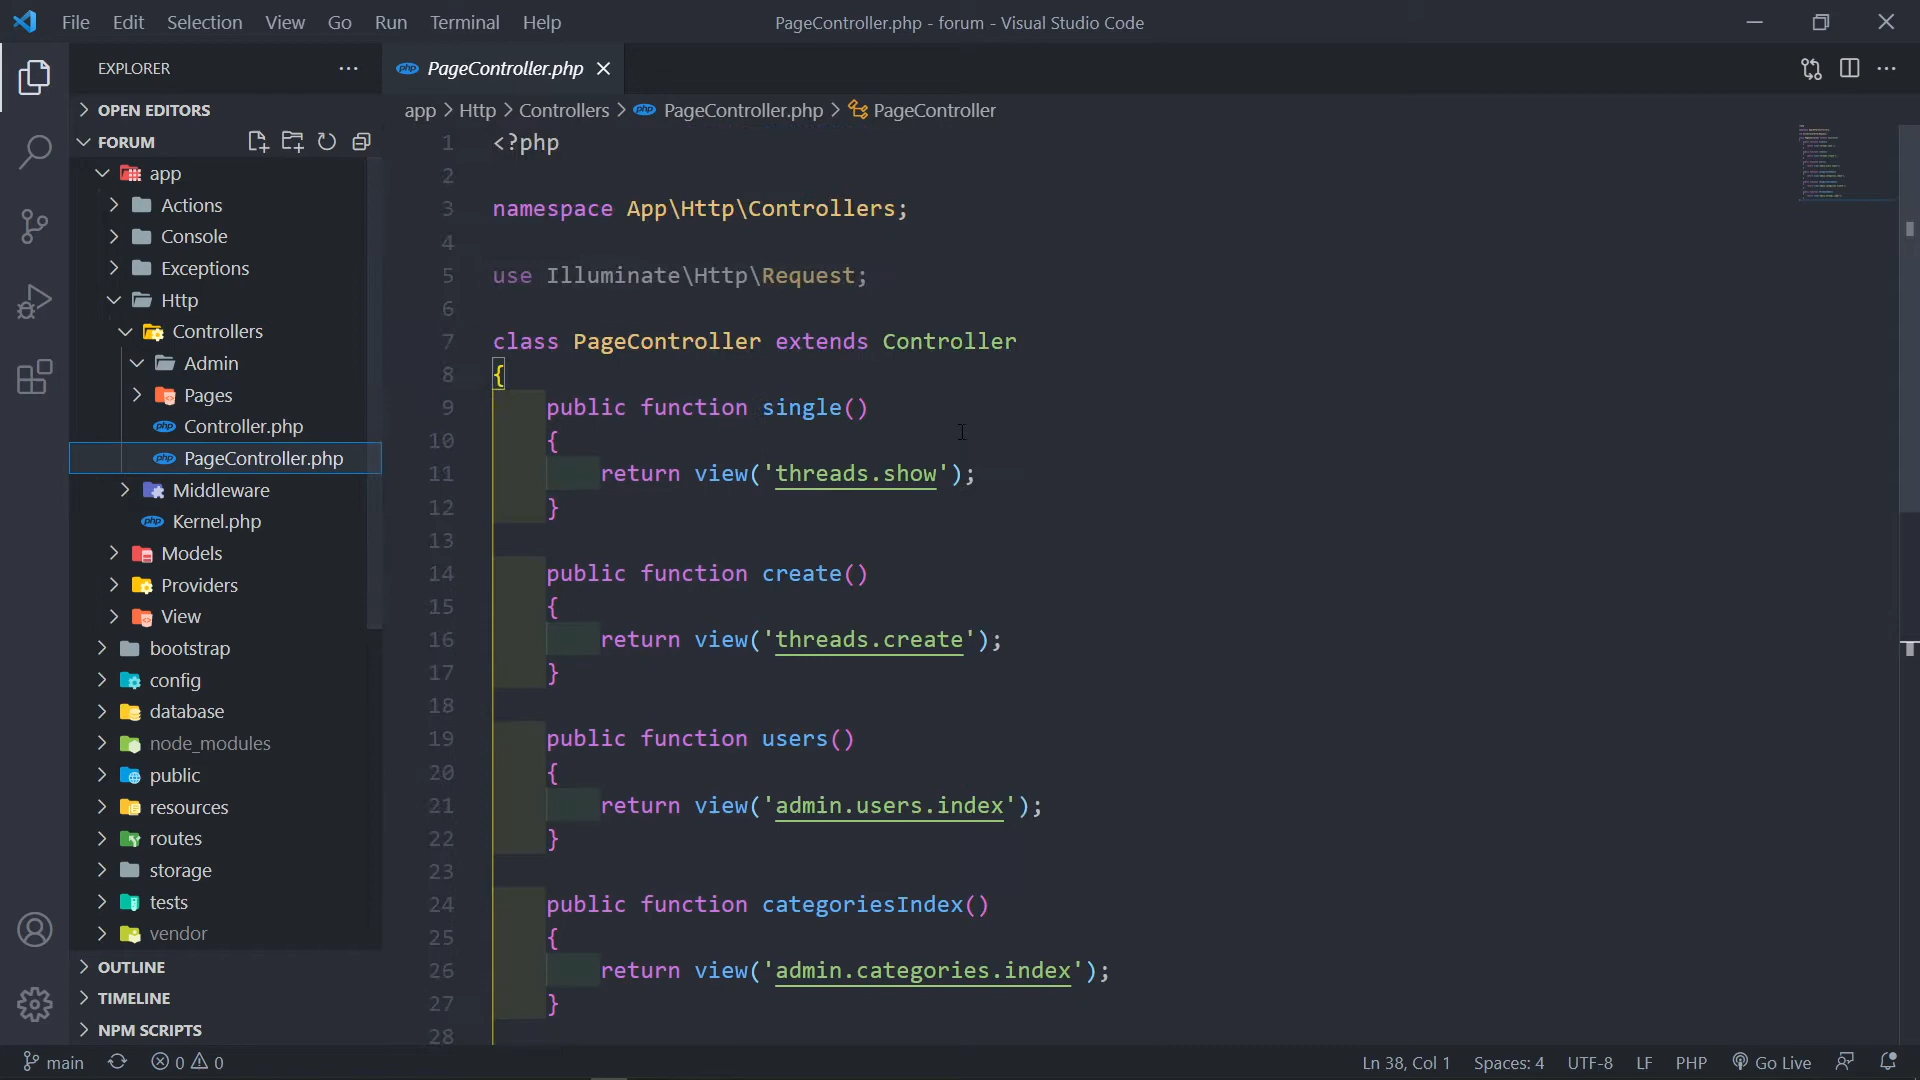 File Edit Selection View Go Run Terminal Help
PageController.php - forum - Visual Studio Code
EXPLORER
OPEN EDITORS
FORUM
app
Actions
Console
Exceptions
Http
Controllers
Admin
Pages
Controller.php
PageController.php
Middleware
Kernel.php
Models
Providers
View
bootstrap
config
database
node_modules
public
resources
routes
storage
tests
vendor
OUTLINE
TIMELINE
NPM SCRIPTS
php PageController.php
app > Http > Controllers > php PageController.php > PageController
1 <?php
2
3 namespace App\Http\Controllers;
4
5 use Illuminate\Http\Request;
6
7 class PageController extends Controller
8 {
9 public function single()
10 {
11 return view('threads.show');
12 }
13
14 public function create()
15 {
16 return view('threads.create');
17 }
18
19 public function users()
20 {
21 return view('admin.users.index');
22 }
23
24 public function categoriesIndex()
25 {
26 return view('admin.categories.index');
27 }
28
main 0 0 Ln 38, Col 1 Spaces: 4 UTF-8 LF PHP Go Live